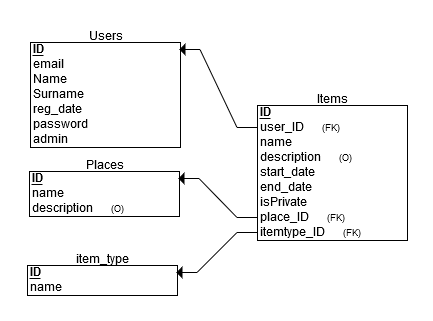 Users
ID
email
Name
Surname
reg_date
password
admin
Places
ID
name
description (O)
item_type
ID
name
Items
ID
user_ID (FK)
name
description (O)
start_date
end_date
isPrivate
place_ID (FK)
itemtype_ID (FK)